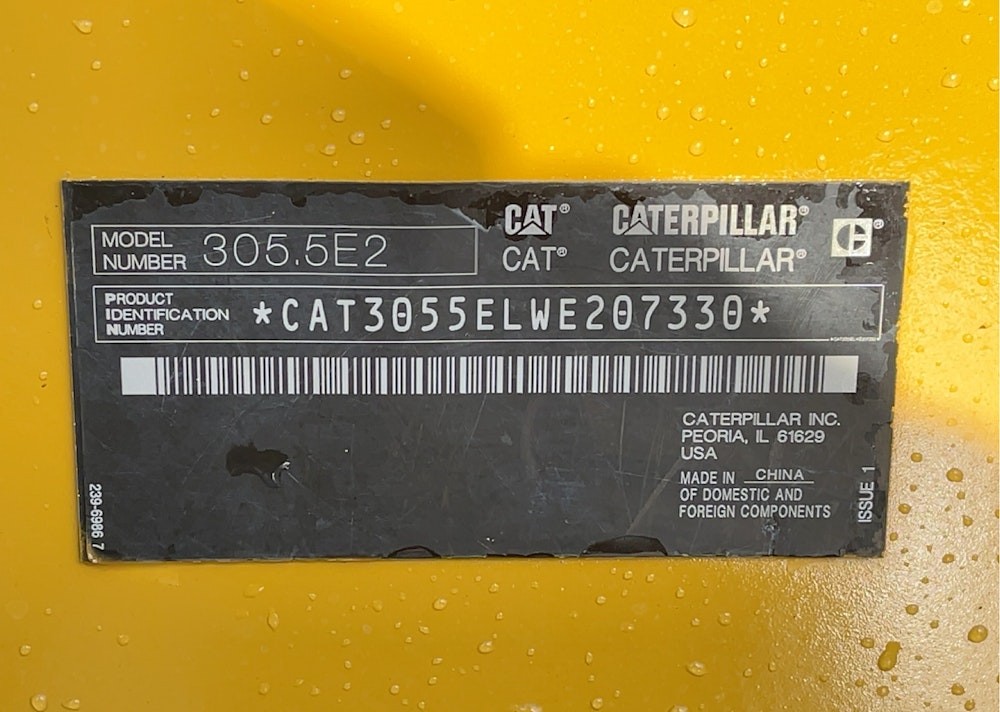 MODEL
NUMBER 305.5E2
CAT® CATERPILLAR®
CAT® CATERPILLAR®
C®
PRODUCT
IDENTIFICATION
NUMBER
*CAT3055ELWE207330*
CATERPILLAR INC.
PEORIA, IL 61629
USA
MADE IN CHINA
OF DOMESTIC AND
FOREIGN COMPONENTS
239-6986 7
ISSUE 1